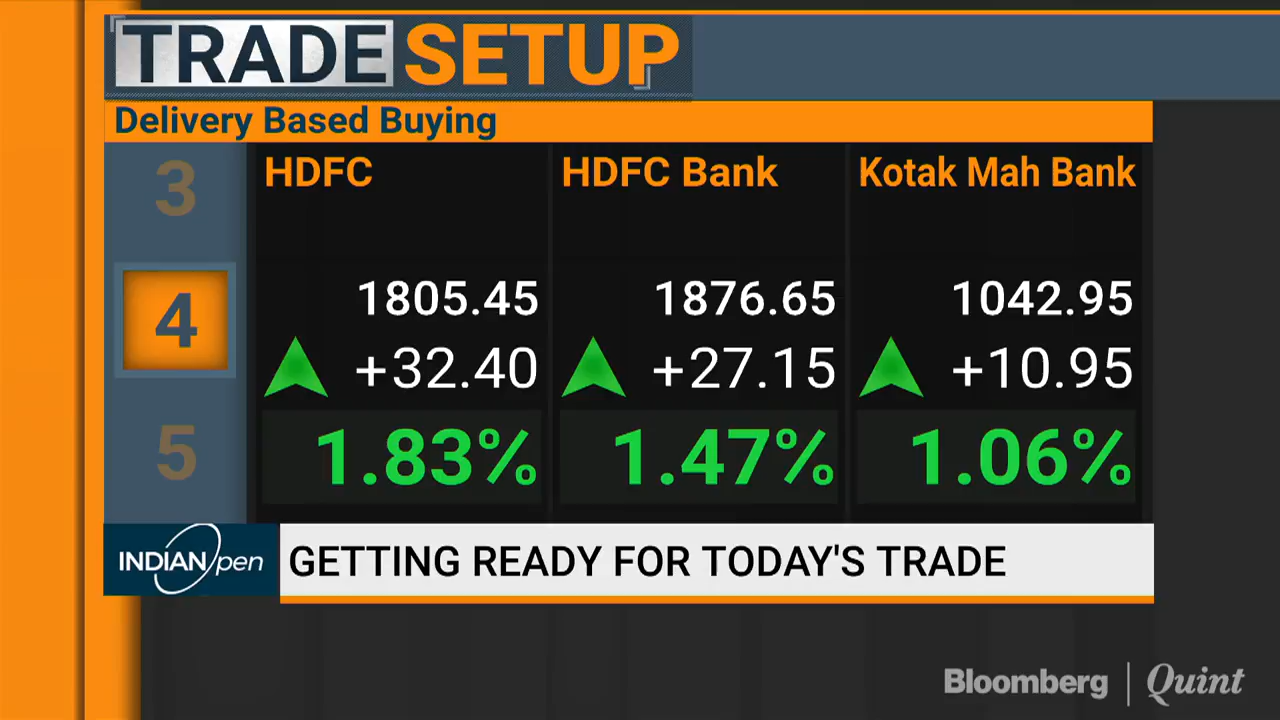 TRADE SETUP
Delivery Based Buying
3
4
5
HDFC
1805.45
+32.40
1.83%
HDFC Bank
1876.65
+27.15
1.47%
Kotak Mah Bank
1042.95
+10.95
1.06%
INDIAN Open
GETTING READY FOR TODAY'S TRADE
Bloomberg | Quint